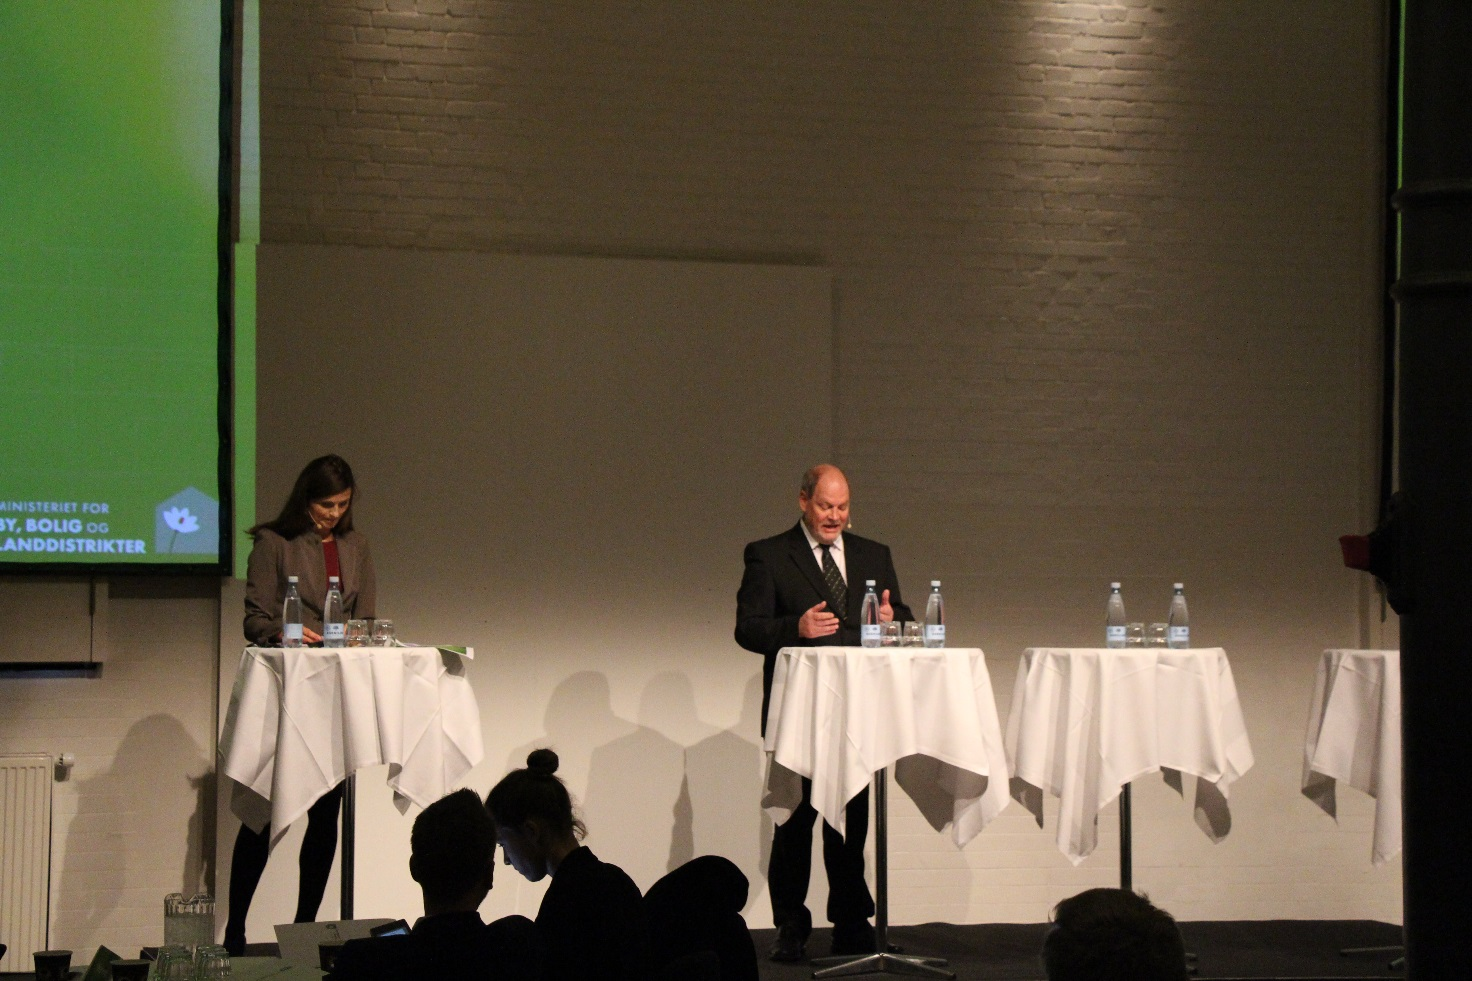 MINISTERIET FOR
BY, BOLIG OG
LANDDISTRIKTER